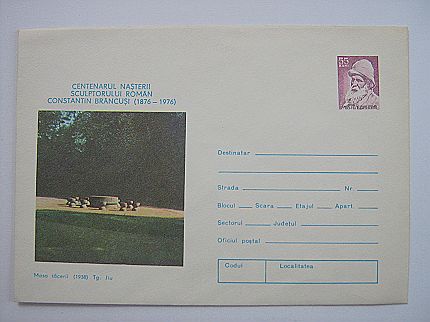 CENTENARUL NAȘTERII
SCULPTORULUI ROMÂN
CONSTANTIN BRÂNCUȘI (1876 – 1976)
55
BANI
Destinatar
Strada Nr.
Blocul Scara Etajul Apart.
Sectorul Județul
Oficiul poștal
Codul Localitatea
Masa tăcerii (1938) Tg. Jiu